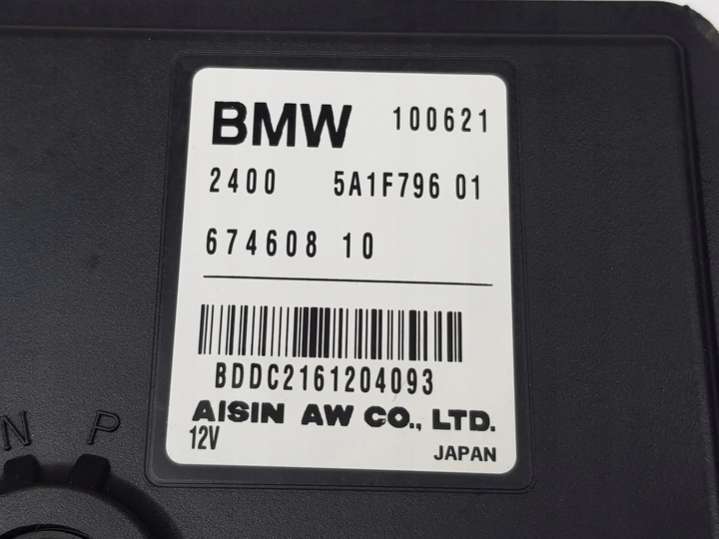 BMW 100621
2400 5A1F796 01
674608 10
BDDC2161204093
AISIN AW CO., LTD.
12V JAPAN
N P